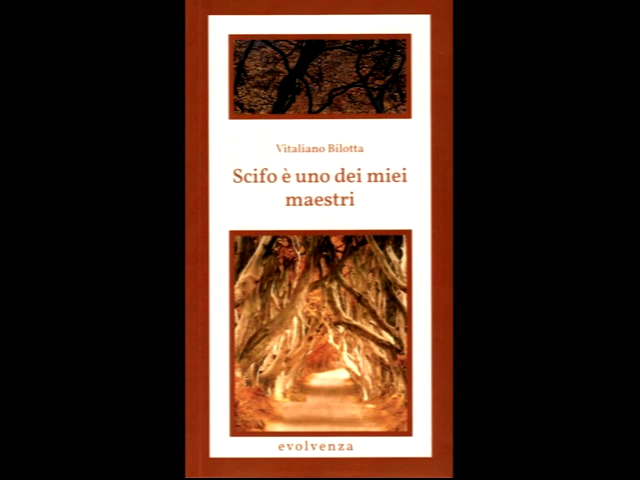 Vitaliano Bilotta
Scifo è uno dei miei
maestri
evolvenza